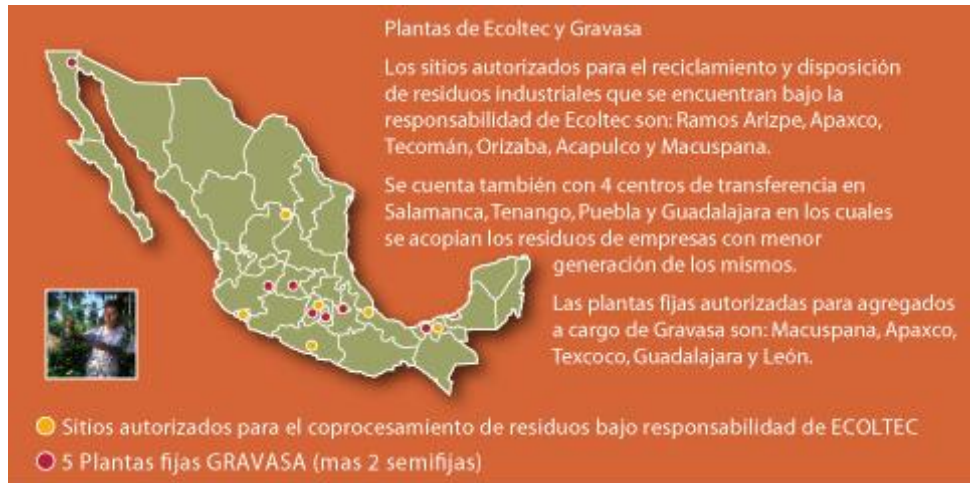 Plantas de Ecoltec y Gravasa
Los sitios autorizados para el reciclamiento y disposición
de residuos industriales que se encuentran bajo la
responsabilidad de Ecoltec son: Ramos Arizpe, Apaxco,
Tecomán, Orizaba, Acapulco y Macuspana.
Se cuenta también con 4 centros de transferencia en
Salamanca, Tenango, Puebla y Guadalajara en los cuales
se acopian los residuos de empresas con menor
generación de los mismos.
Las plantas fijas autorizadas para agregados
a cargo de Gravasa son: Macuspana, Apaxco,
Texcoco, Guadalajara y León.
Sitios autorizados para el coprocesamiento de residuos bajo responsabilidad de ECOLTEC
5 Plantas fijas GRAVASA (mas 2 semifijas)